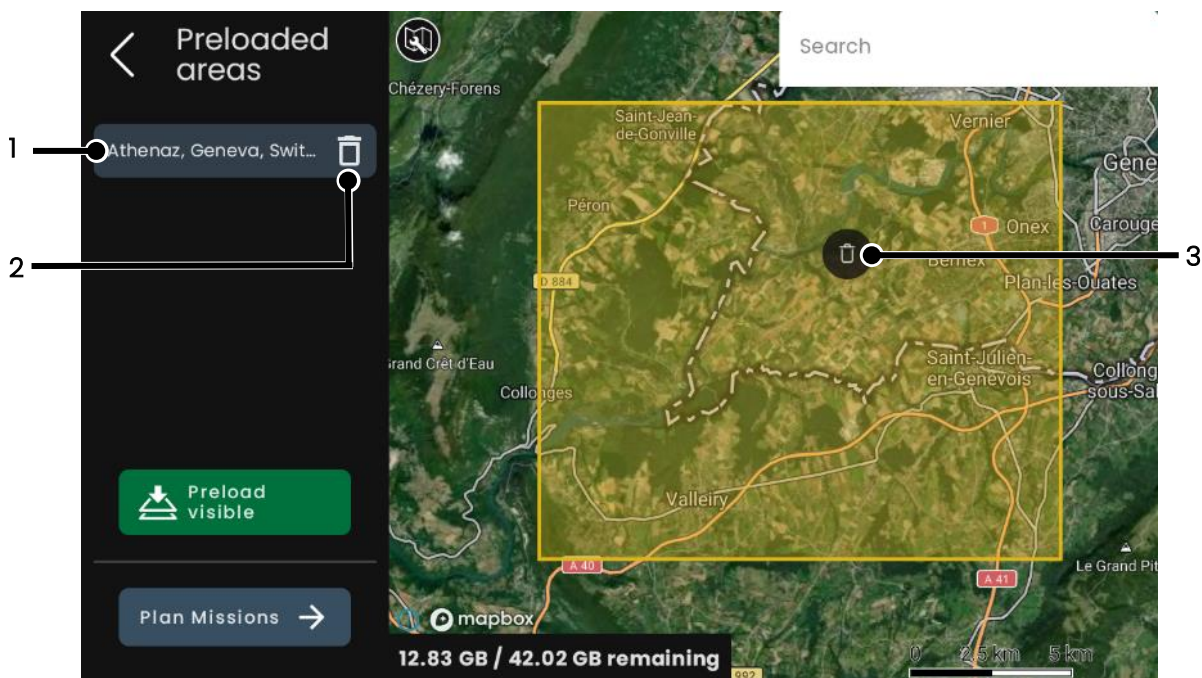 Preloaded
areas
Search
1
Athenaz, Geneva, Swit...
2
3
Preload
visible
Plan Missions
Chézery-Forens
Saint-Jean-
de-Gonville
Vernier
Péron
1
Onex
Carouge
Bernex
Plan-les-Ouates
D 884
Grand Crêt d'Eau
Collonges
Saint-Julien-
en-Genevois
Collong
sous-Sal
Valleiry
A 40
A 41
Le Grand Pit
mapbox
12.83 GB / 42.02 GB remaining
992
0 2.5 km 5 km
Gene